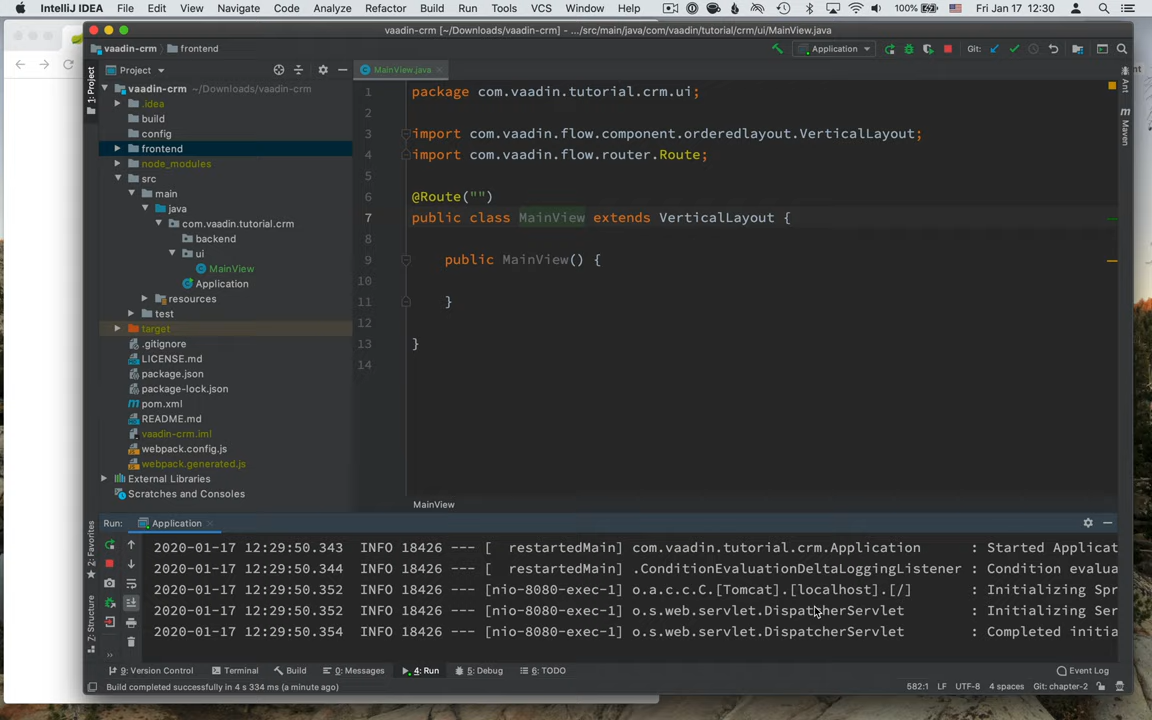 IntelliJ IDEA File Edit View Navigate Code Analyze Refactor Build Run Tools VCS Window Help 100% Fri Jan 17 12:30
vaadin-crm [~/Downloads/vaadin-crm] - .../src/main/java/com/vaadin/tutorial/crm/ui/MainView.java
vaadin-crm frontend Application Git:
1: Project
Project
MainView.java
vaadin-crm ~/Downloads/vaadin-crm
.idea
build
config
frontend
node_modules
src
main
java
com.vaadin.tutorial.crm
backend
ui
MainView
Application
resources
test
target
.gitignore
LICENSE.md
package.json
package-lock.json
pom.xml
README.md
vaadin-crm.iml
webpack.config.js
webpack.generated.js
External Libraries
Scratches and Consoles
1 package com.vaadin.tutorial.crm.ui;
2
3 import com.vaadin.flow.component.orderedlayout.VerticalLayout;
4 import com.vaadin.flow.router.Route;
5
6 @Route("")
7 public class MainView extends VerticalLayout {
8
9 public MainView() {
10
11 }
12
13 }
14
MainView
Ant
Maven
2: Favorites
7: Structure
Run: Application
2020-01-17 12:29:50.343 INFO 18426 --- [ restartedMain] com.vaadin.tutorial.crm.Application : Started Applicat
2020-01-17 12:29:50.344 INFO 18426 --- [ restartedMain] .ConditionEvaluationDeltaLoggingListener : Condition evalua
2020-01-17 12:29:50.352 INFO 18426 --- [nio-8080-exec-1] o.a.c.c.C.[Tomcat].[localhost].[/] : Initializing Spr
2020-01-17 12:29:50.352 INFO 18426 --- [nio-8080-exec-1] o.s.web.servlet.DispatcherServlet : Initializing Ser
2020-01-17 12:29:50.354 INFO 18426 --- [nio-8080-exec-1] o.s.web.servlet.DispatcherServlet : Completed initia
9: Version Control Terminal Build 0: Messages 4: Run 5: Debug 6: TODO Event Log
Build completed successfully in 4 s 334 ms (a minute ago) 582:1 LF UTF-8 4 spaces Git: chapter-2